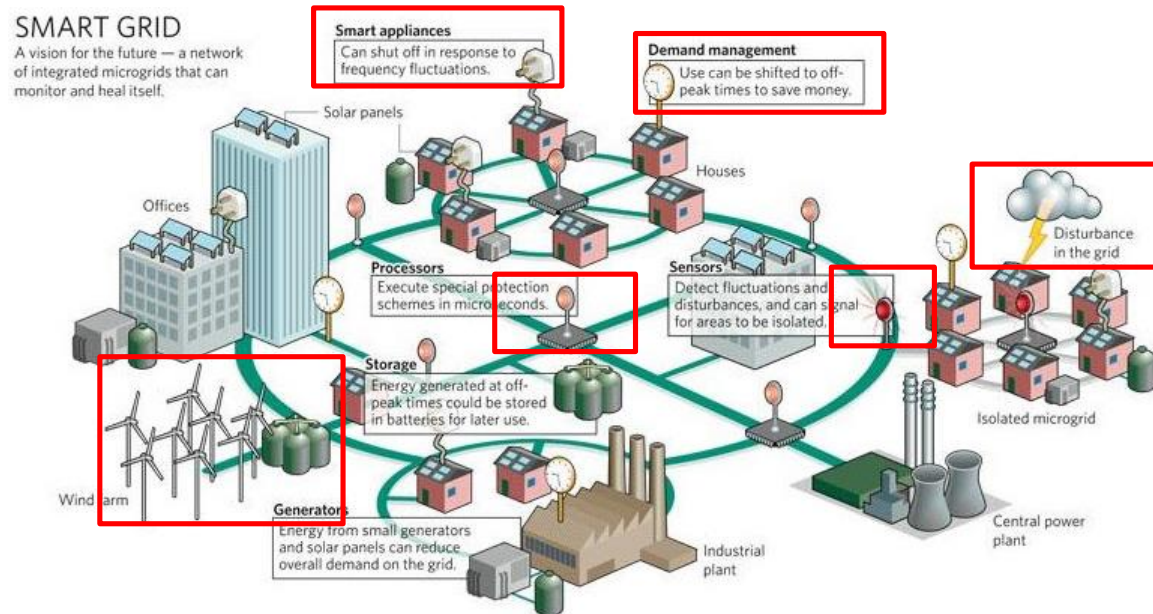 SMART GRID
A vision for the future — a network
of integrated microgrids that can
monitor and heal itself.
Smart appliances
Can shut off in response to
frequency fluctuations.
Demand management
Use can be shifted to off-
peak times to save money.
Solar panels
Houses
Offices
Disturbance
in the grid
Processors
Execute special protection
schemes in microseconds.
Sensors
Detect fluctuations and
disturbances, and can signal
for areas to be isolated.
Storage
Energy generated at off-
peak times could be stored
in batteries for later use.
Isolated microgrid
Wind farm
Generators
Energy from small generators
and solar panels can reduce
overall demand on the grid.
Industrial
plant
Central power
plant